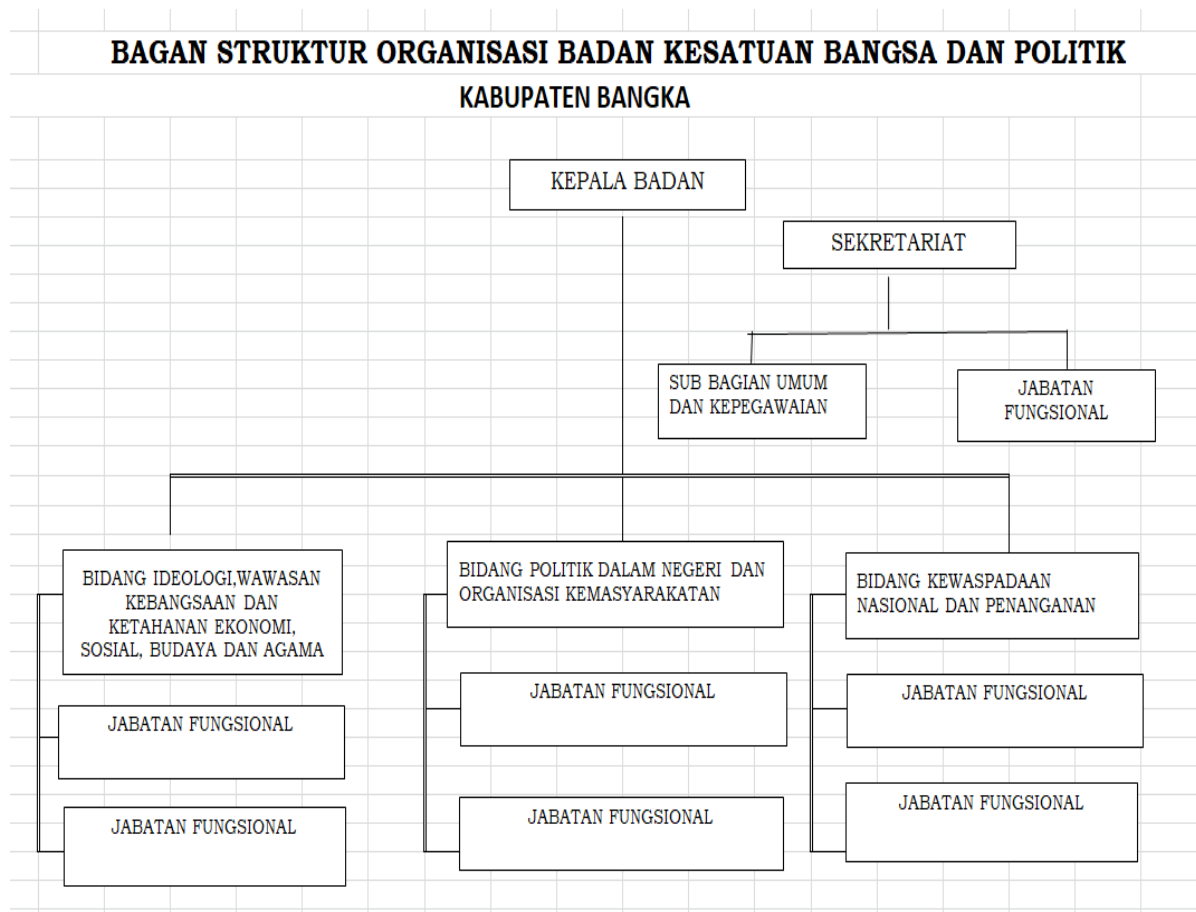 BAGAN STRUKTUR ORGANISASI BADAN KESATUAN BANGSA DAN POLITIK
KABUPATEN BANGKA
KEPALA BADAN
SEKRETARIAT
SUB BAGIAN UMUM
DAN KEPEGAWAIAN
JABATAN
FUNGSIONAL
BIDANG IDEOLOGI,WAWASAN
KEBANGSAAN DAN
KETAHANAN EKONOMI,
SOSIAL, BUDAYA DAN AGAMA
JABATAN FUNGSIONAL
JABATAN FUNGSIONAL
BIDANG POLITIK DALAM NEGERI DAN
ORGANISASI KEMASYARAKATAN
JABATAN FUNGSIONAL
JABATAN FUNGSIONAL
BIDANG KEWASPADAAN
NASIONAL DAN PENANGANAN
JABATAN FUNGSIONAL
JABATAN FUNGSIONAL